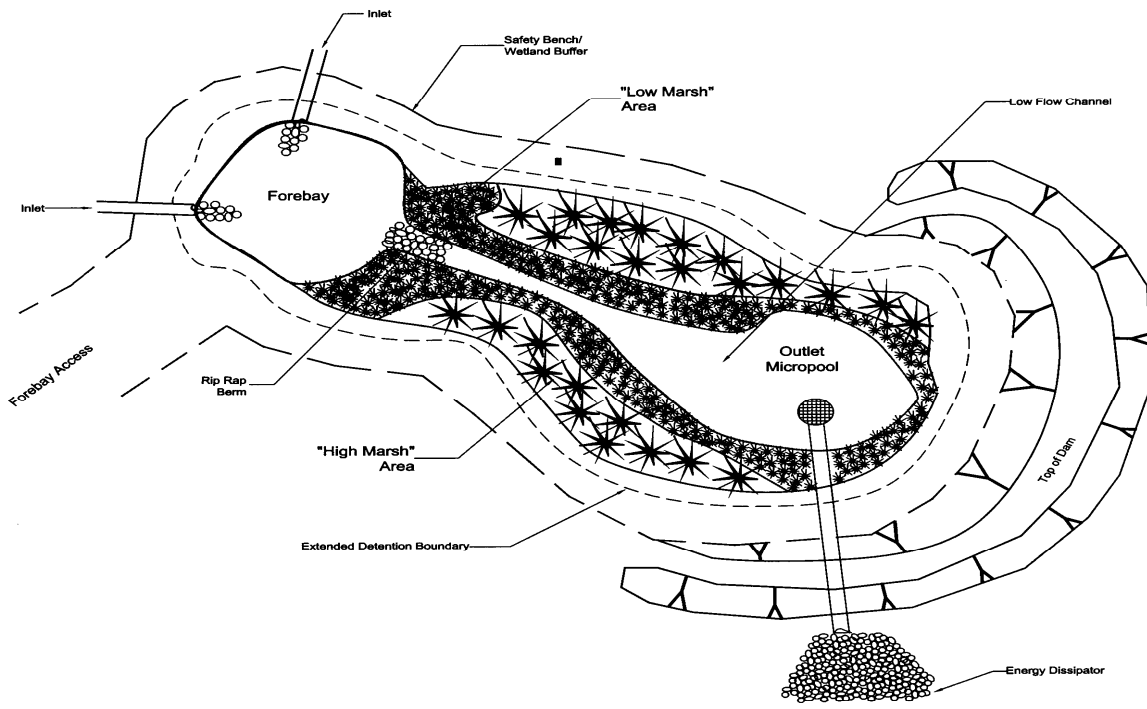 Inlet
Safety Bench/
Wetland Buffer
"Low Marsh"
Area
Low Flow Channel
Forebay
Inlet
Outlet
Micropool
Forebay Access
Rip Rap
Berm
"High Marsh"
Area
Top of Dam
Extended Detention Boundary
Energy Dissipator